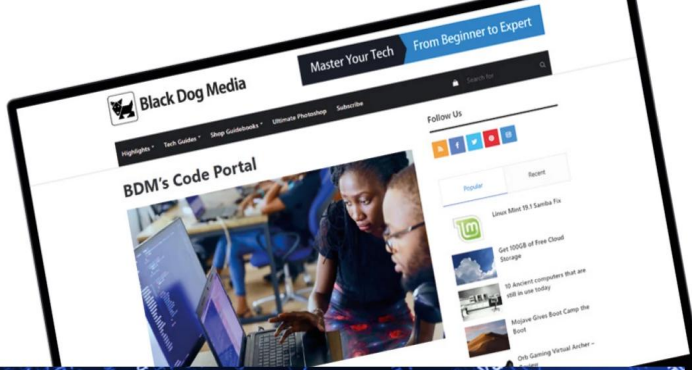 Master Your Tech From Beginner to Expert
Black Dog Media
Highlights Tech Guides Shop Guidebooks Ultimate Photoshop Subscribe
Search for
Follow Us
BDM's Code Portal
Popular Recent
Linux Mint 19.1 Samba Fix
Get 100GB of Free Cloud
Storage
10 Ancient computers that are
still in use today
Mojave Gives Boot Camp the
Boot
Orb Gaming Virtual Archer –